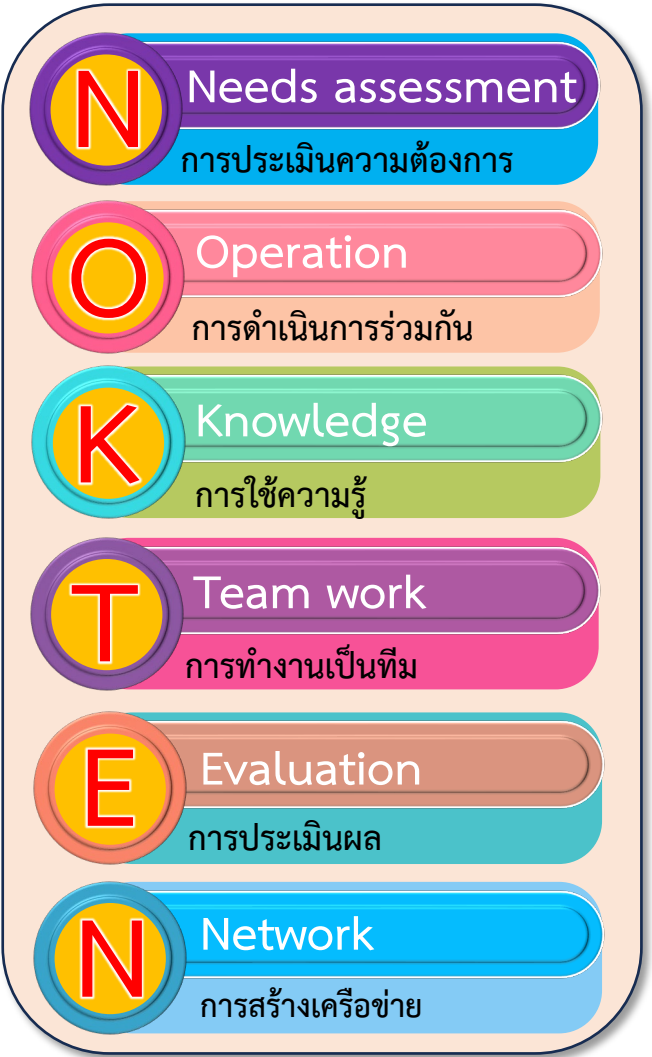 N
Needs assessment
การประเมินความต้องการ
O
Operation
การดำเนินการร่วมกัน
K
Knowledge
การใช้ความรู้
T
Team work
การทำงานเป็นทีม
E
Evaluation
การประเมินผล
N
Network
การสร้างเครือข่าย